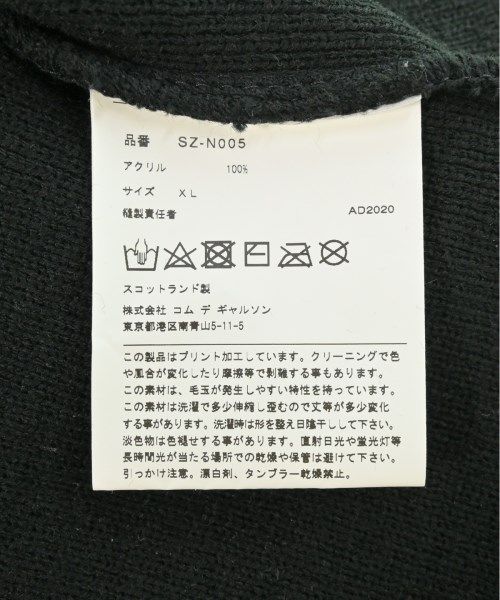 品番 SZ-N005
アクリル 100%
サイズ XL
縫製責任者 AD2020
スコットランド製
株式会社 コム デ ギャルソン
東京都港区南青山5-11-5
この製品はプリント加工しています。クリーニングで色
や風合が変化したり摩擦等で剥離する事もあります。
この素材は、毛玉が発生しやすい特性を持っています。
この素材は洗濯で多少伸縮し歪むので丈等が多少変化
する事があります。洗濯時は形を整え日陰干しして下さい。
淡色物は色褪せする事があります。直射日光や蛍光灯等
長時間光が当たる場所での乾燥や保管は避けて下さい。
引っかけ注意。漂白剤、タンブラー乾燥禁止。